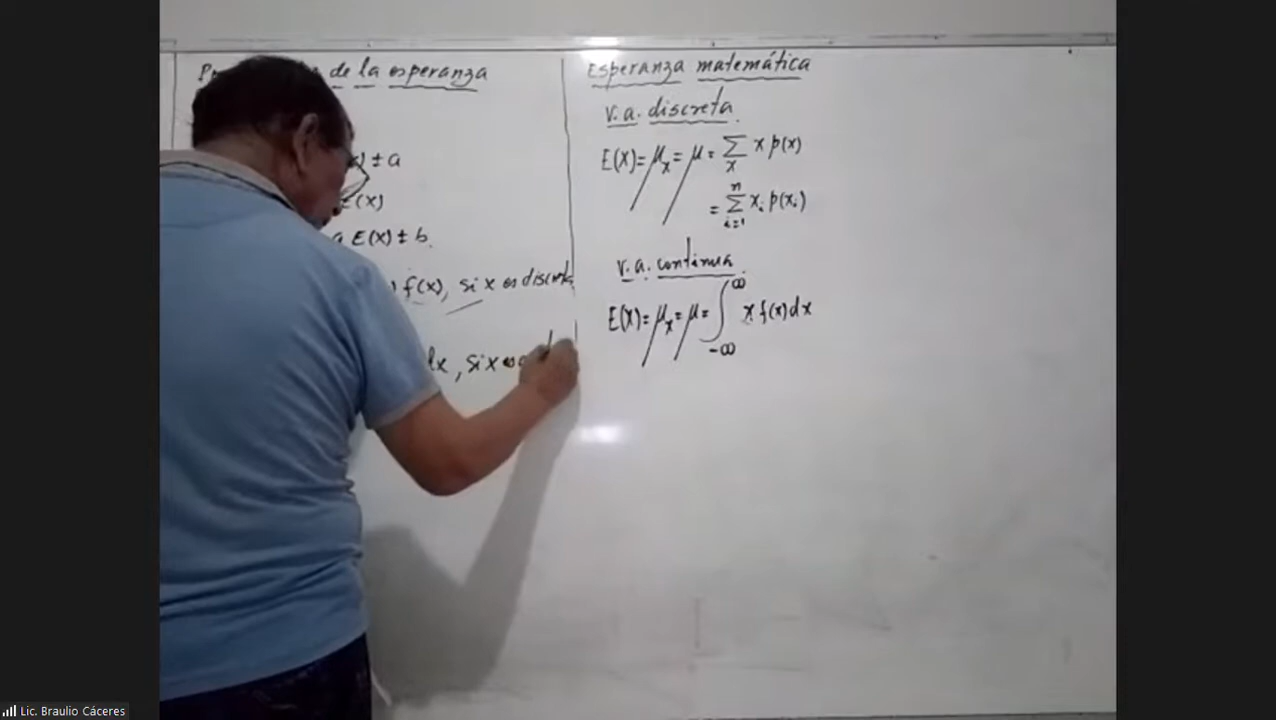 de la esperanza
± a
E(x)
a E(x) ± b.
f(x), si x es discreta
dx, si x es
Esperanza matemática
v.a. discreta
E(X) = μₓ = μ = ∑ₓ x p(x)
= ∑ᵢ₌₁ⁿ xᵢ p(xᵢ)
v.a. continua
E(X) = μₓ = μ = ∫₋∞^∞ x f(x) dx
Lic. Braulio Cáceres